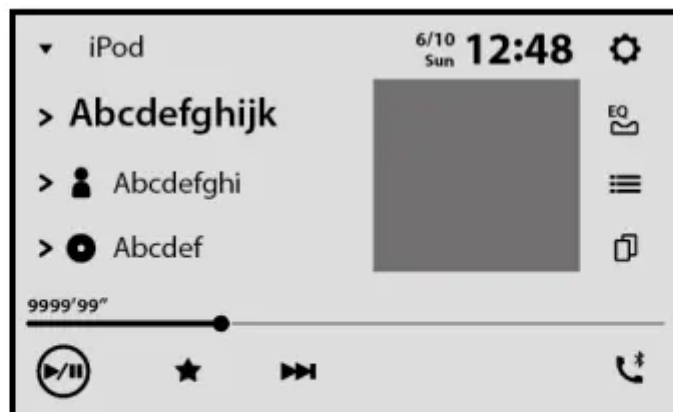 iPod
6/10
Sun
12:48
Abcdefghijk
EQ
Abcdefghi
Abcdef
9999'99"